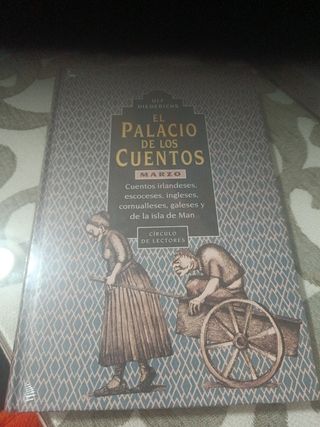 ULF DIEDERICHS
EL
PALACIO
DE LOS
CUENTOS
MARZO
Cuentos irlandeses,
escoceses, ingleses,
cornualleses, galeses y
de la isla de Man
CÍRCULO
DE LECTORES